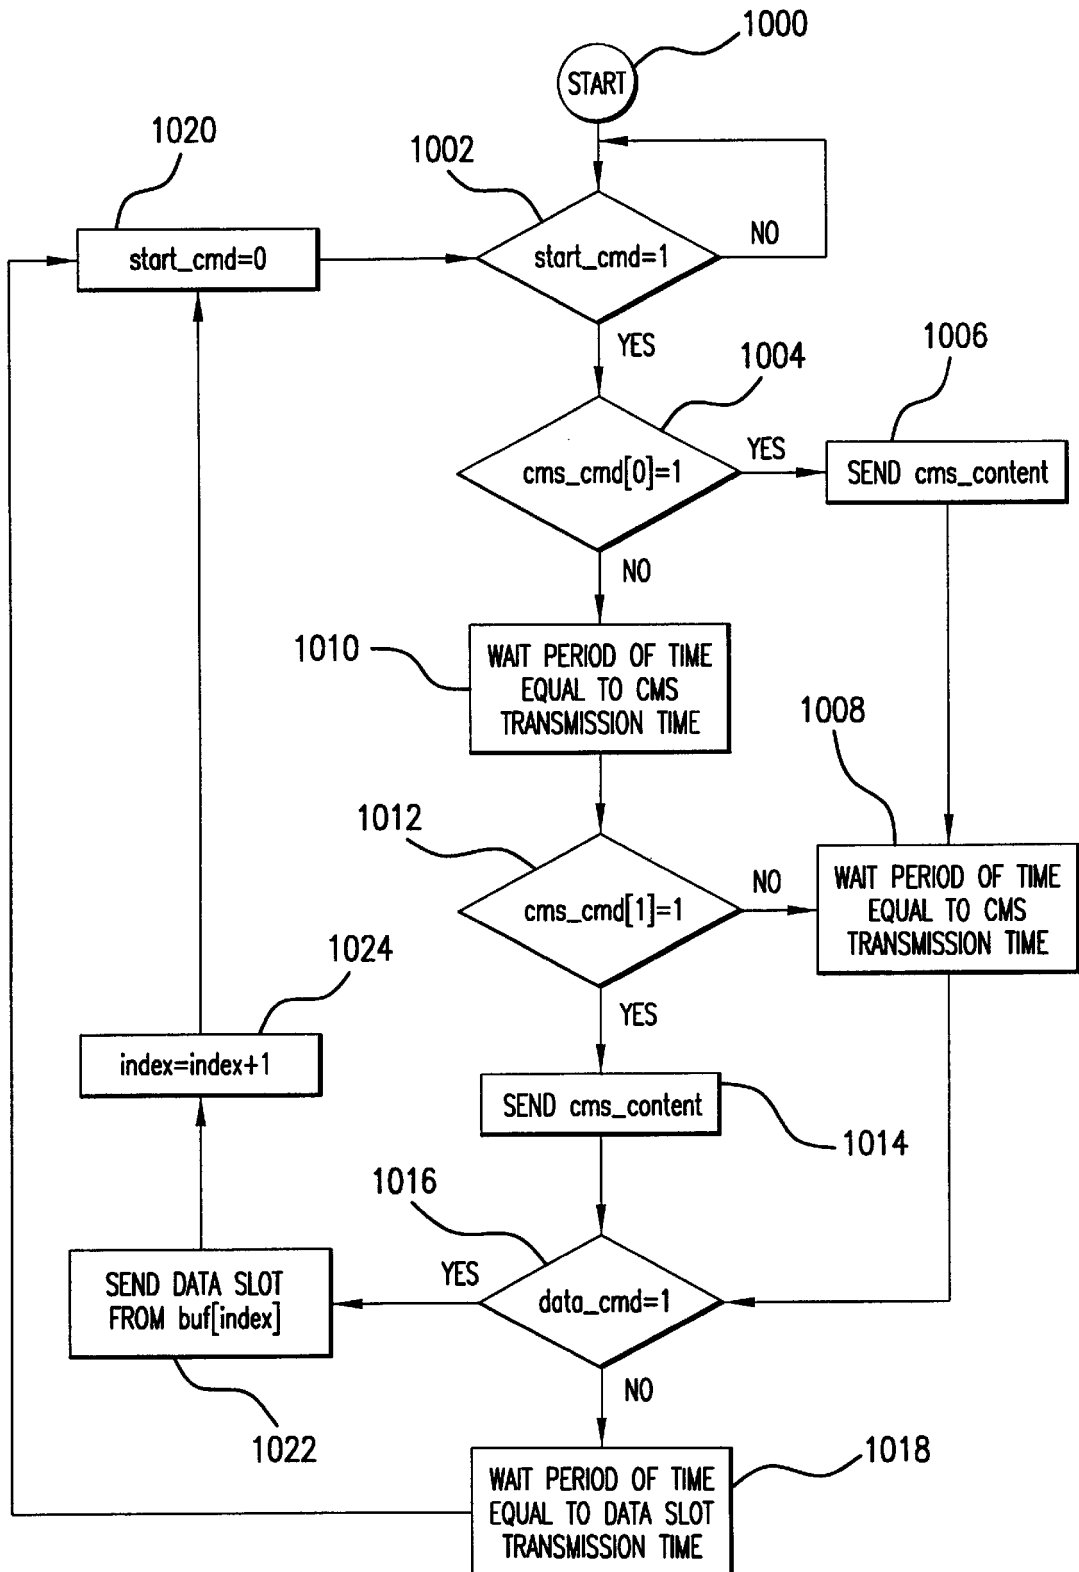 1000
START
1020
1002
start_cmd=0
start_cmd=1
NO
YES
1006
1004
cms_cmd[0]=1
YES
SEND cms_content
NO
1010
WAIT PERIOD OF TIME
EQUAL TO CMS
TRANSMISSION TIME
1008
1012
cms_cmd[1]=1
NO
WAIT PERIOD OF TIME
EQUAL TO CMS
TRANSMISSION TIME
1024
YES
index=index+1
SEND cms_content
1014
1016
SEND DATA SLOT
FROM buf[index]
YES
data_cmd=1
NO
1022
1018
WAIT PERIOD OF TIME
EQUAL TO DATA SLOT
TRANSMISSION TIME